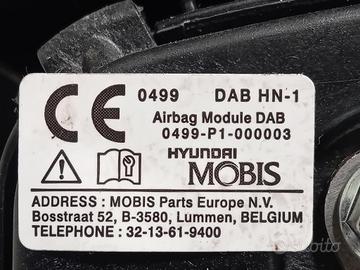 CE 0499 DAB HN-1
Airbag Module DAB
0499-P1-000003
HYUNDAI
MOBIS
ADDRESS : MOBIS Parts Europe N.V.
Bosstraat 52, B-3580, Lummen, BELGIUM
TELEPHONE : 32-13-61-9400
subito